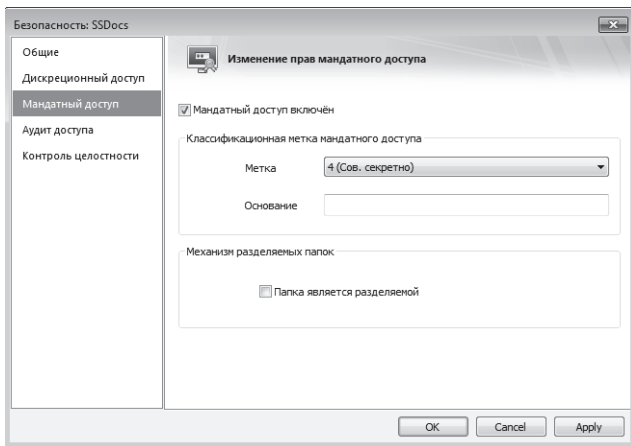 Безопасность: SSDocs
Общие
Дискреционный доступ
Мандатный доступ
Аудит доступа
Контроль целостности
Изменение прав мандатного доступа
Мандатный доступ включён
Классификационная метка мандатного доступа
Метка
4 (Сов. секретно)
Основание
Механизм разделяемых папок
Папка является разделяемой
OK
Cancel
Apply